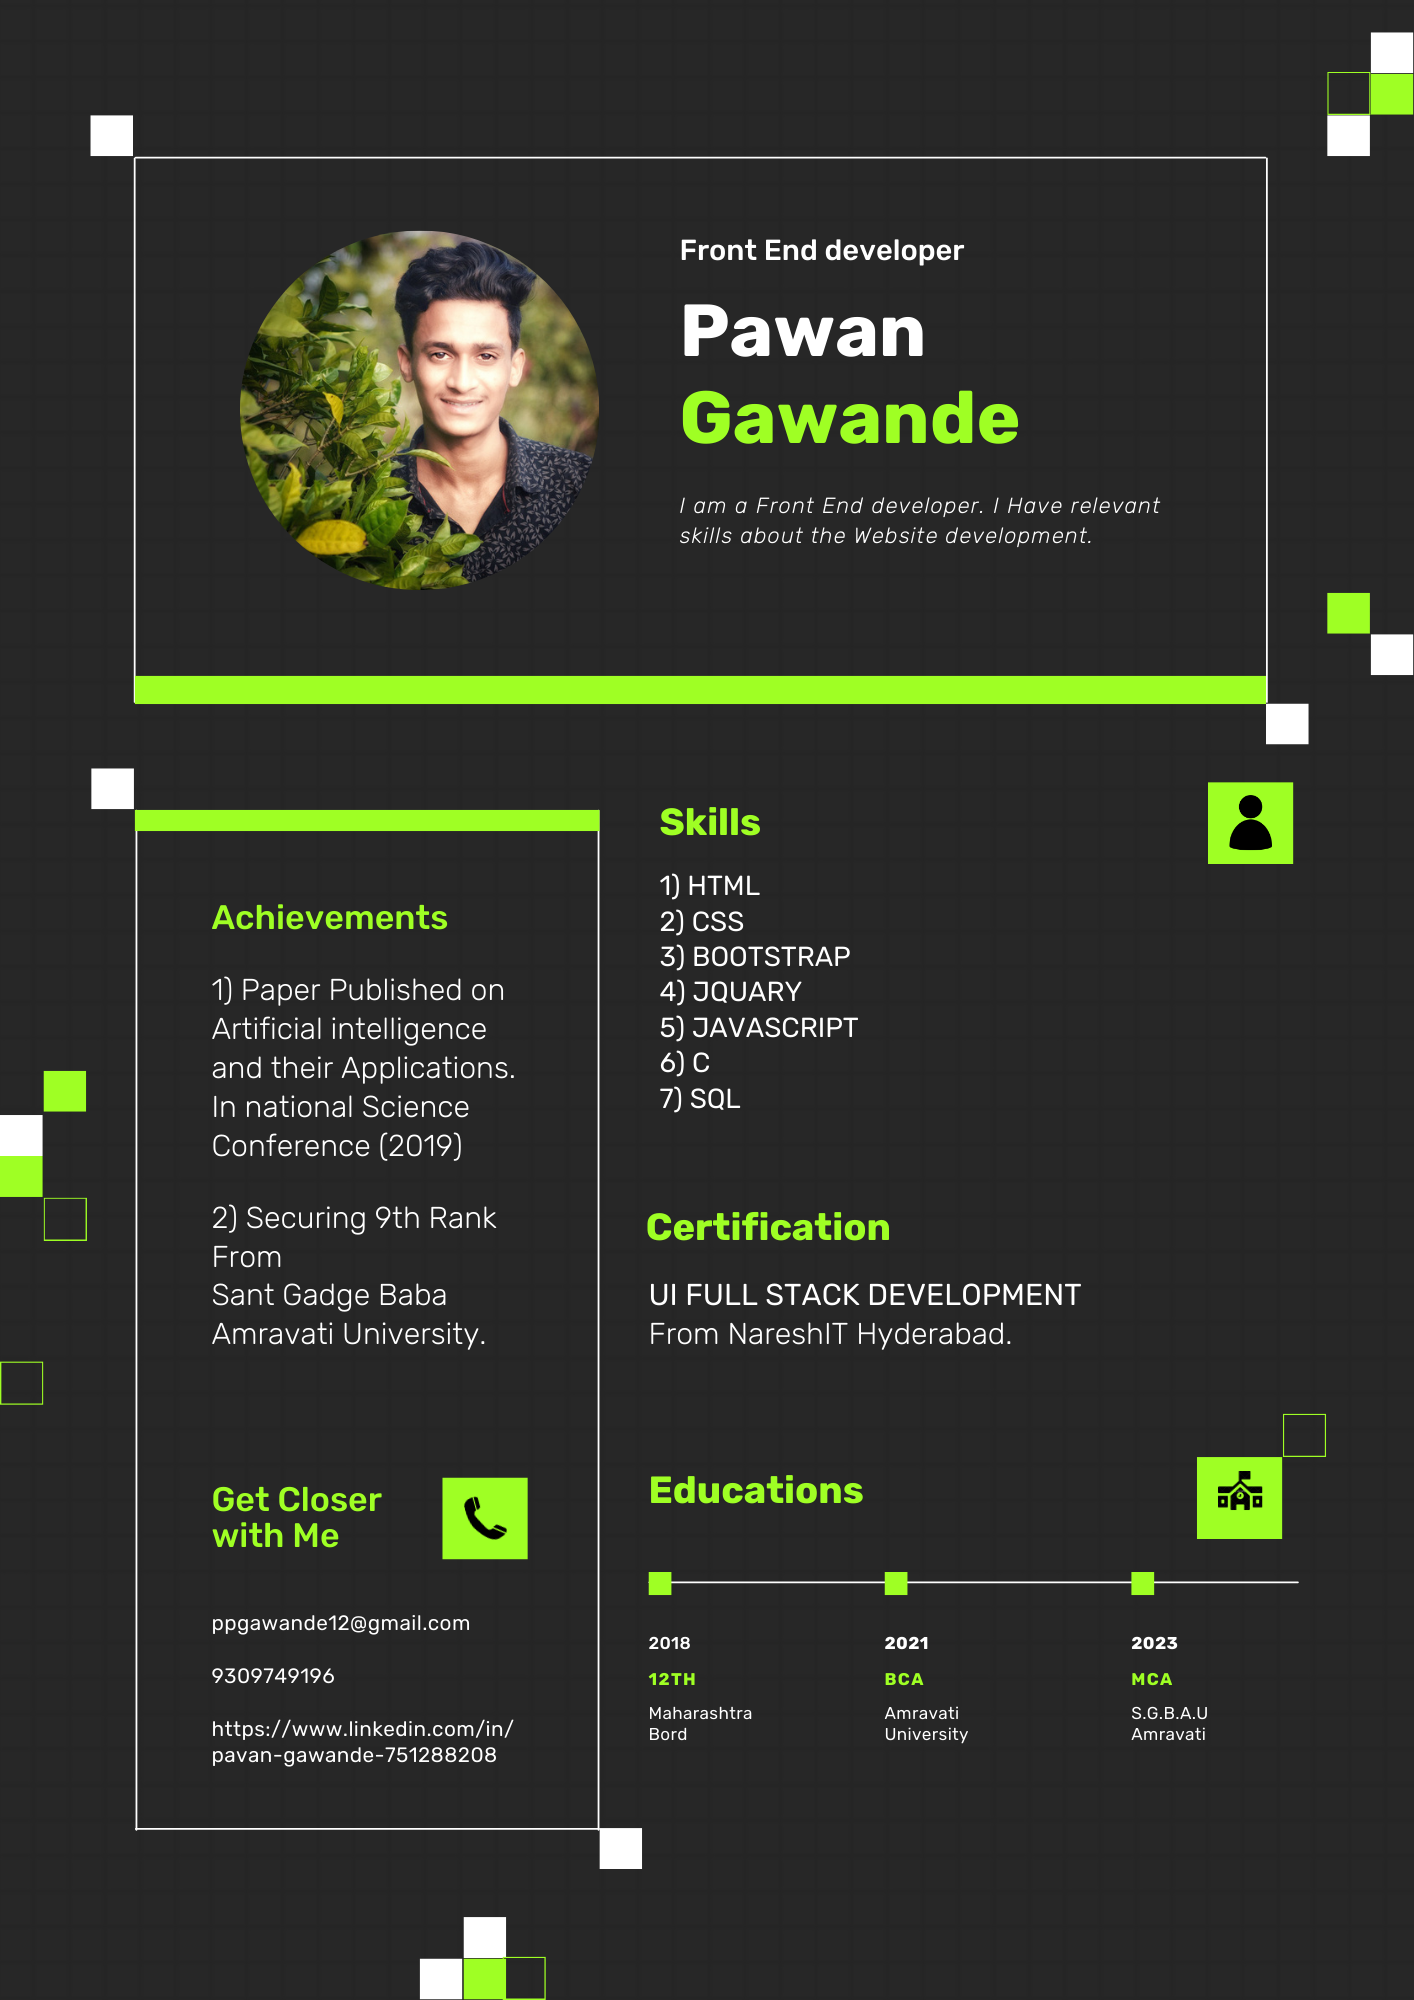 Front End developer
Pawan
Gawande
I am a Front End developer. I Have relevant
skills about the Website development.
Achievements
1) Paper Published on
Artificial intelligence
and their Applications.
In national Science
Conference (2019)
2) Securing 9th Rank
From
Sant Gadge Baba
Amravati University.
Get Closer
with Me
ppgawande12@gmail.com
9309749196
https://www.linkedin.com/in/
pavan-gawande-751288208
Skills
1) HTML
2) CSS
3) BOOTSTRAP
4) JQUARY
5) JAVASCRIPT
6) C
7) SQL
Certification
UI FULL STACK DEVELOPMENT
From NareshIT Hyderabad.
Educations
2018
12TH
Maharashtra
Bord
2021
BCA
Amravati
University
2023
MCA
S.G.B.A.U
Amravati